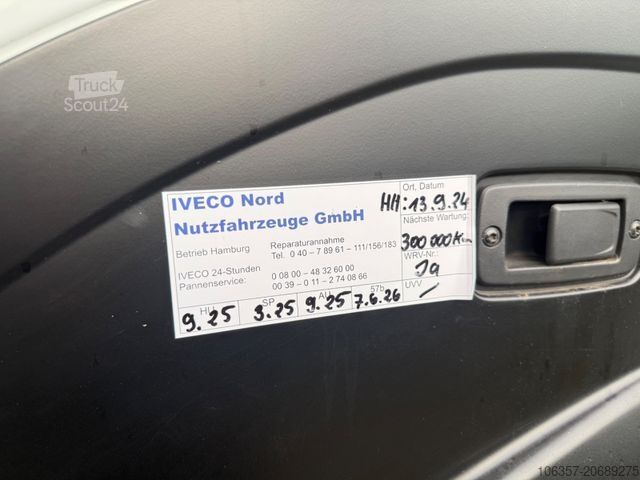 Truck
Scout24
IVECO Nord
Nutzfahrzeuge GmbH
Betrieb Hamburg
Reparaturannahme
Tel. 0 40 – 7 89 61 – 111/156/183
IVECO 24-Stunden
Pannenservice:
0 08 00 – 48 32 60 00
00 39 – 0 11 – 2 74 08 66
Ort, Datum
HH: 13.9.24
Nächste Wartung:
300 000 Km
WRV-Nr.:
Ja
HU
9.25
SP
3.25
AU
9.25
57b
7.6.26
UVV
/
106357-20689275